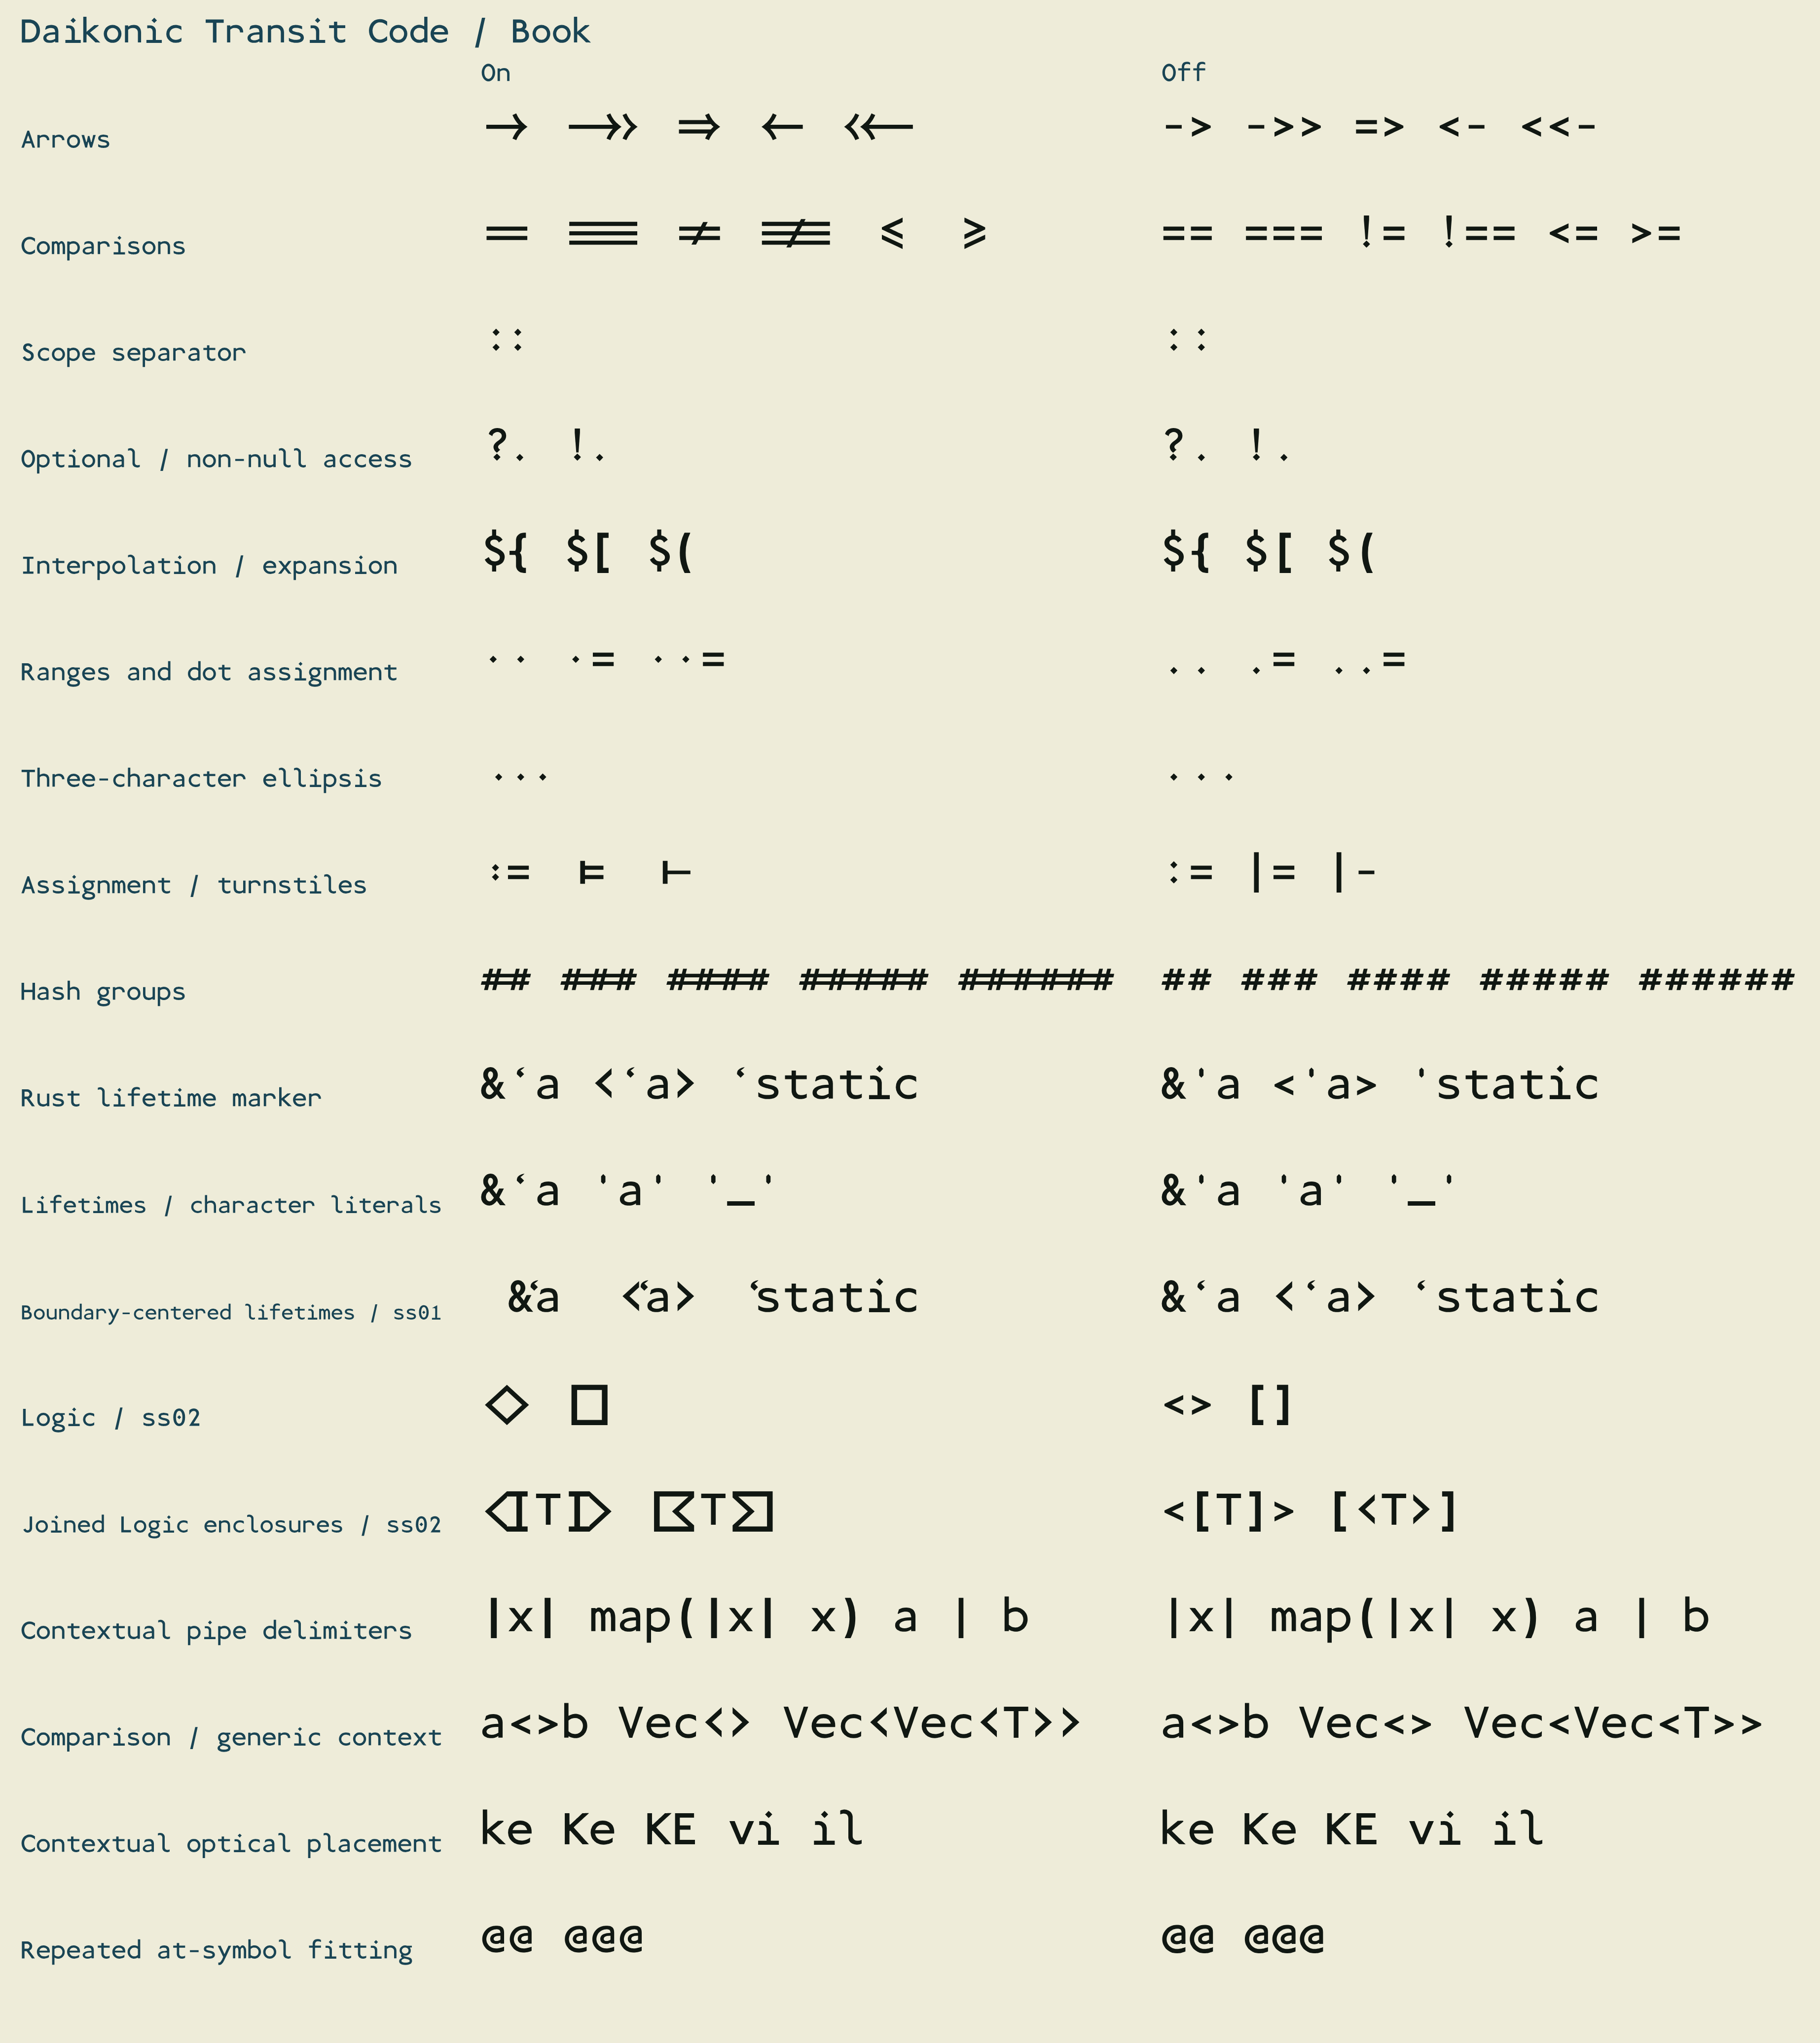 Daikonic Transit Code / Book
On Off
Arrows → ↠ ⇒ ← ↞ -> ->> => <- <<-
Comparisons == ≡ ≠ ≢ ⩽ ⩾ == === != !== <= >=
Scope separator :: ::
Optional / non-null access ?. !. ?. !.
Interpolation / expansion ${ $[ $( ${ $[ $(
Ranges and dot assignment ·· ·= ··= .. .= ..=
Three-character ellipsis ... ...
Assignment / turnstiles := ⊨ ⊢ := |= |-
Hash groups ## ### #### ##### ###### ## ### #### ##### ######
Rust lifetime marker &‘a <‘a> ‘static &'a <'a> 'static
Lifetimes / character literals &‘a 'a' '_' &'a 'a' '_'
Boundary-centered lifetimes / ss01 &‘a <‘a> ‘static &‘a <‘a> ‘static
Logic / ss02 ◇ □ <> []
Joined Logic enclosures / ss02 <[T]> [<T>] <[T]> [<T>]
Contextual pipe delimiters |x| map(|x| x) a | b |x| map(|x| x) a | b
Comparison / generic context a<>b Vec<> Vec<Vec<T>> a<>b Vec<> Vec<Vec<T>>
Contextual optical placement ke Ke KE vi il ke Ke KE vi il
Repeated at-symbol fitting @@ @@@ @@ @@@